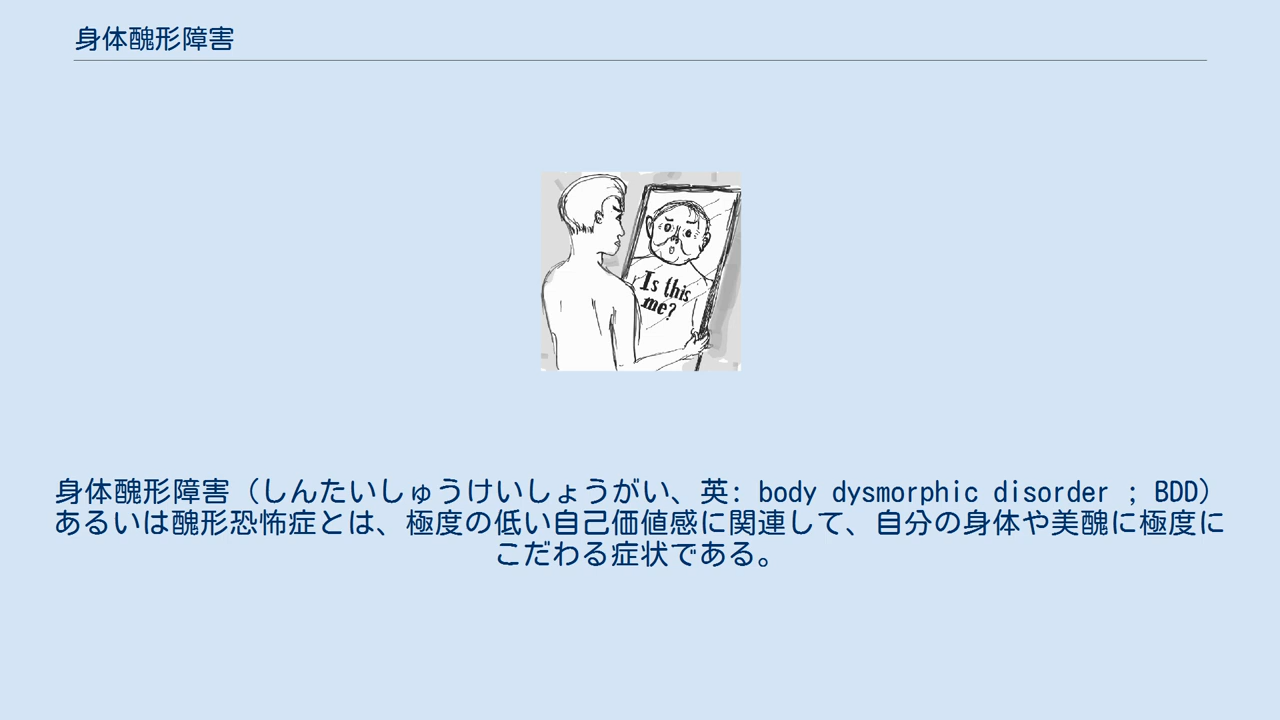 身体醜形障害
Is this
me?
身体醜形障害（しんたいしゅうけいしょうがい、英: body dysmorphic disorder ; BDD）
あるいは醜形恐怖症とは、極度の低い自己価値感に関連して、自分の身体や美醜に極度に
こだわる症状である。